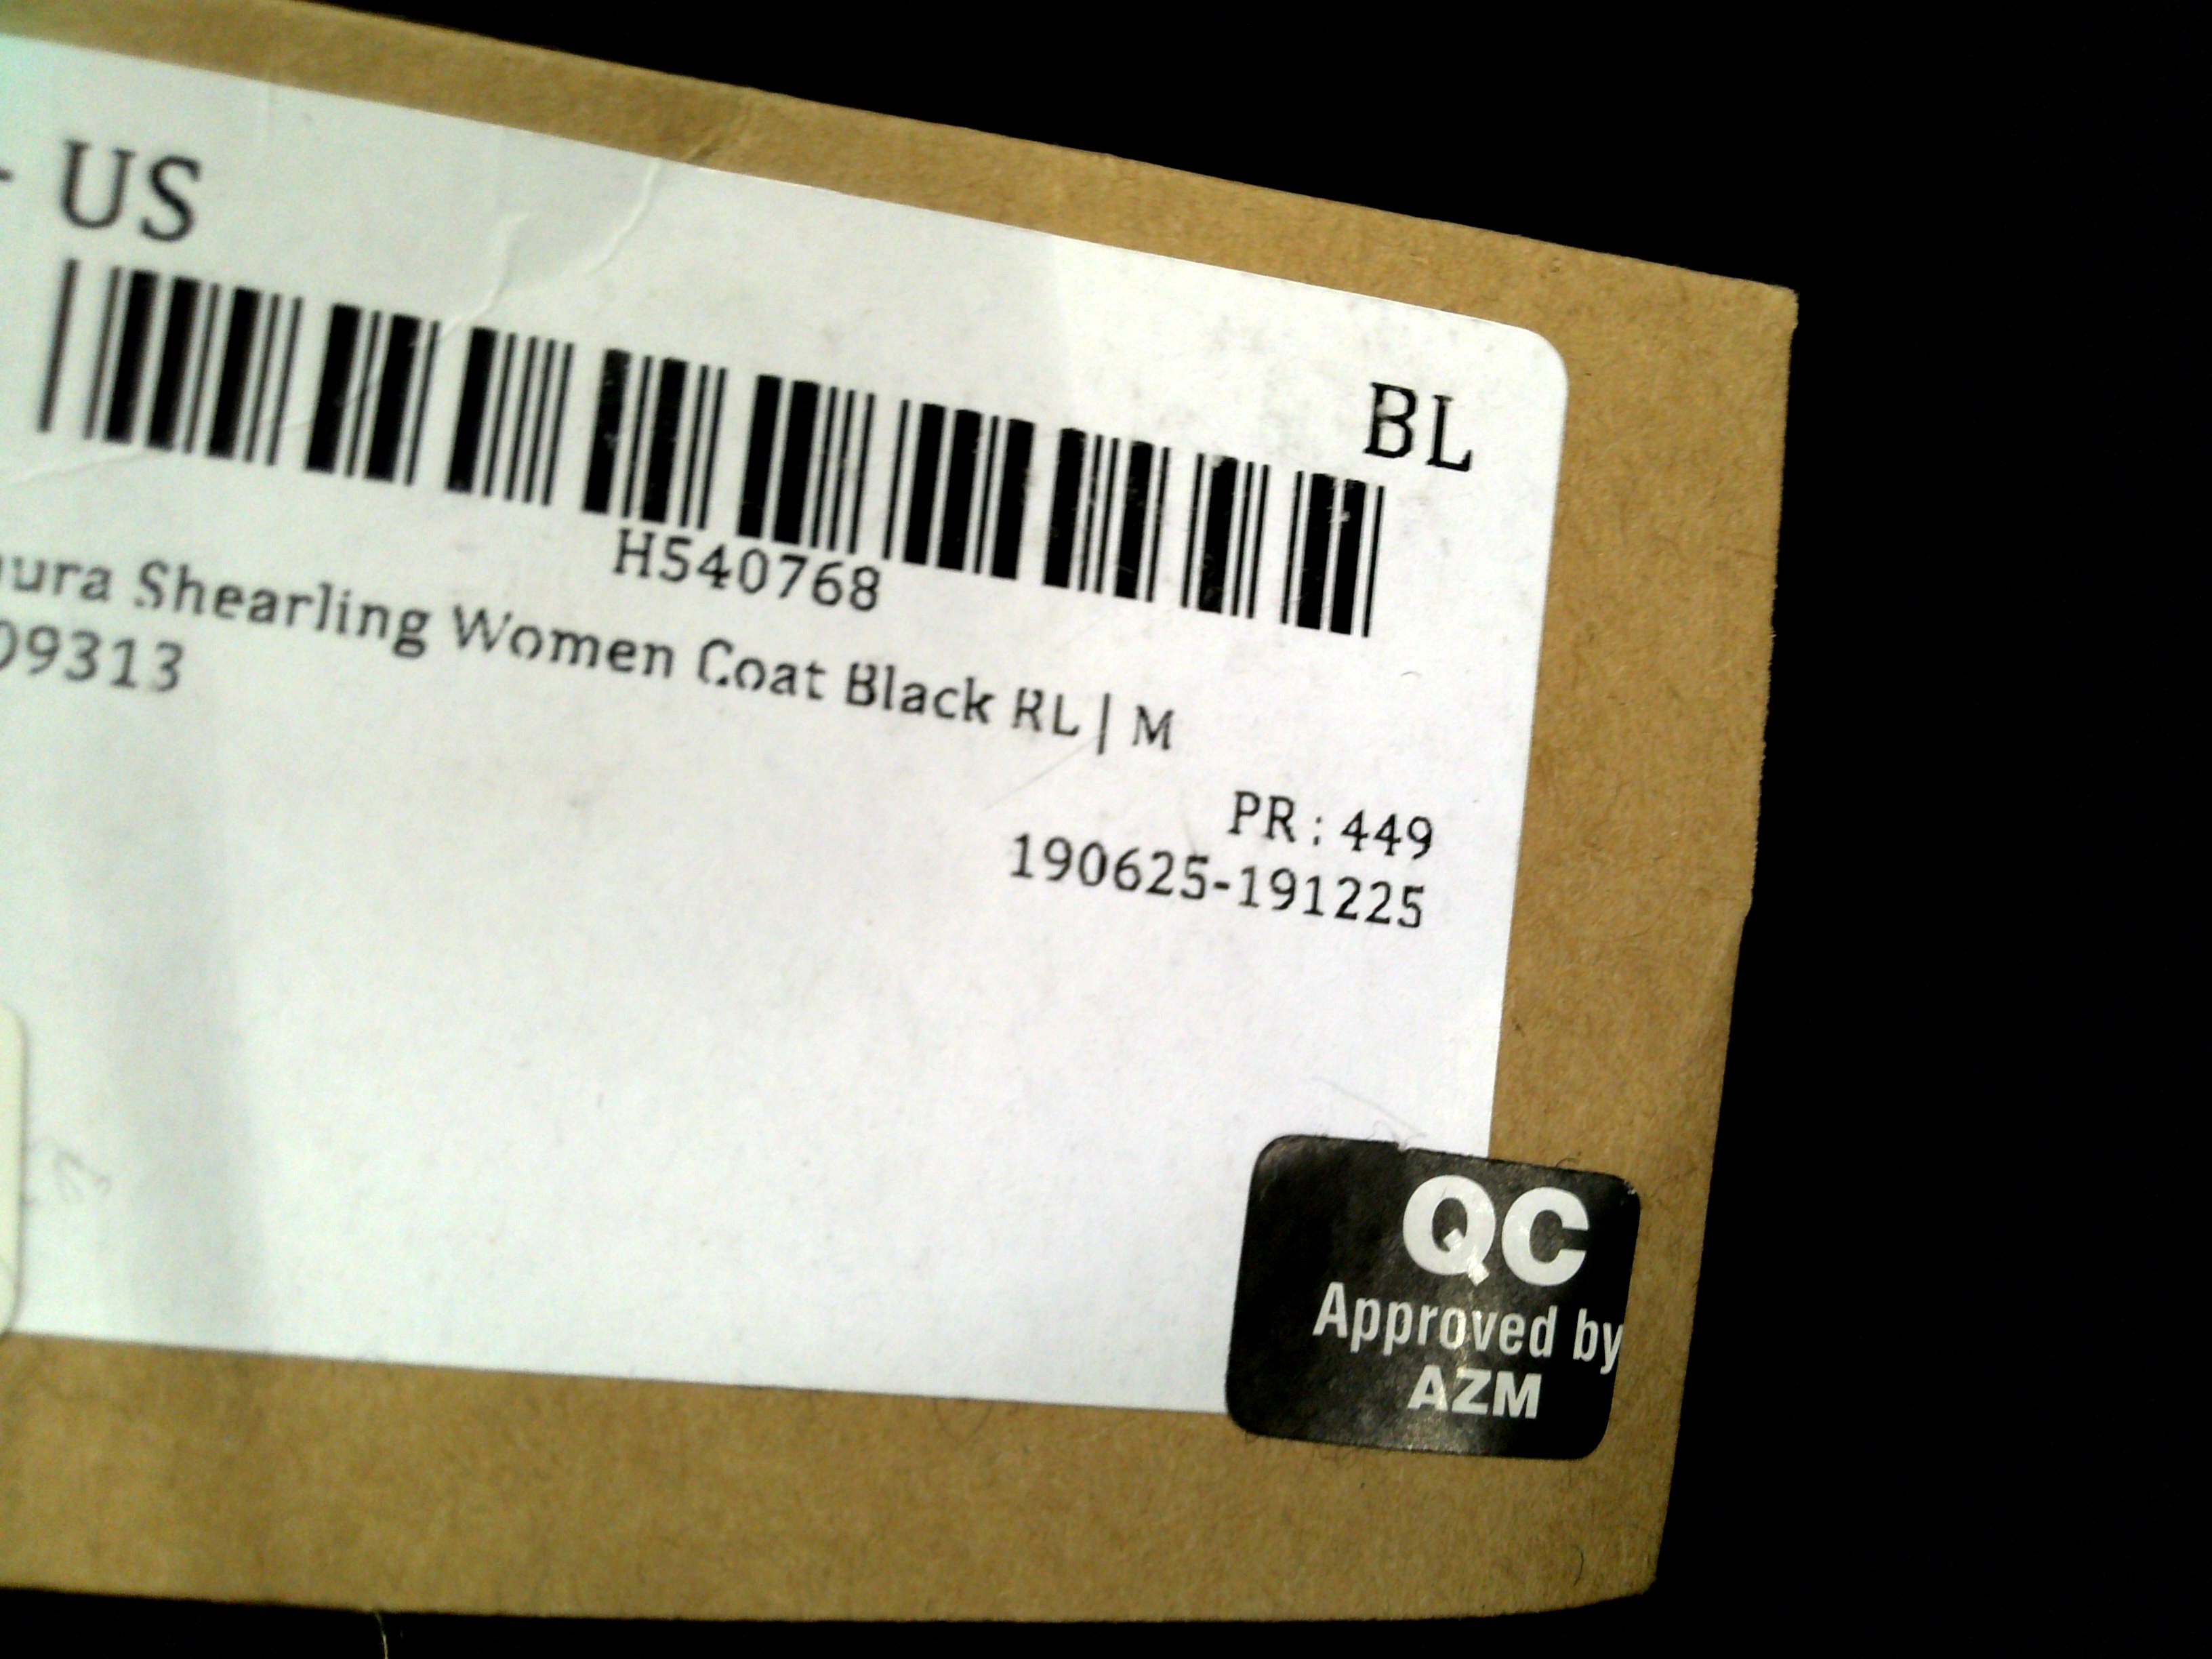 - US
BL
H540768
Shearling Women Coat Black RL | M
09313
PR : 449
190625-191225
QC
Approved by
AZM